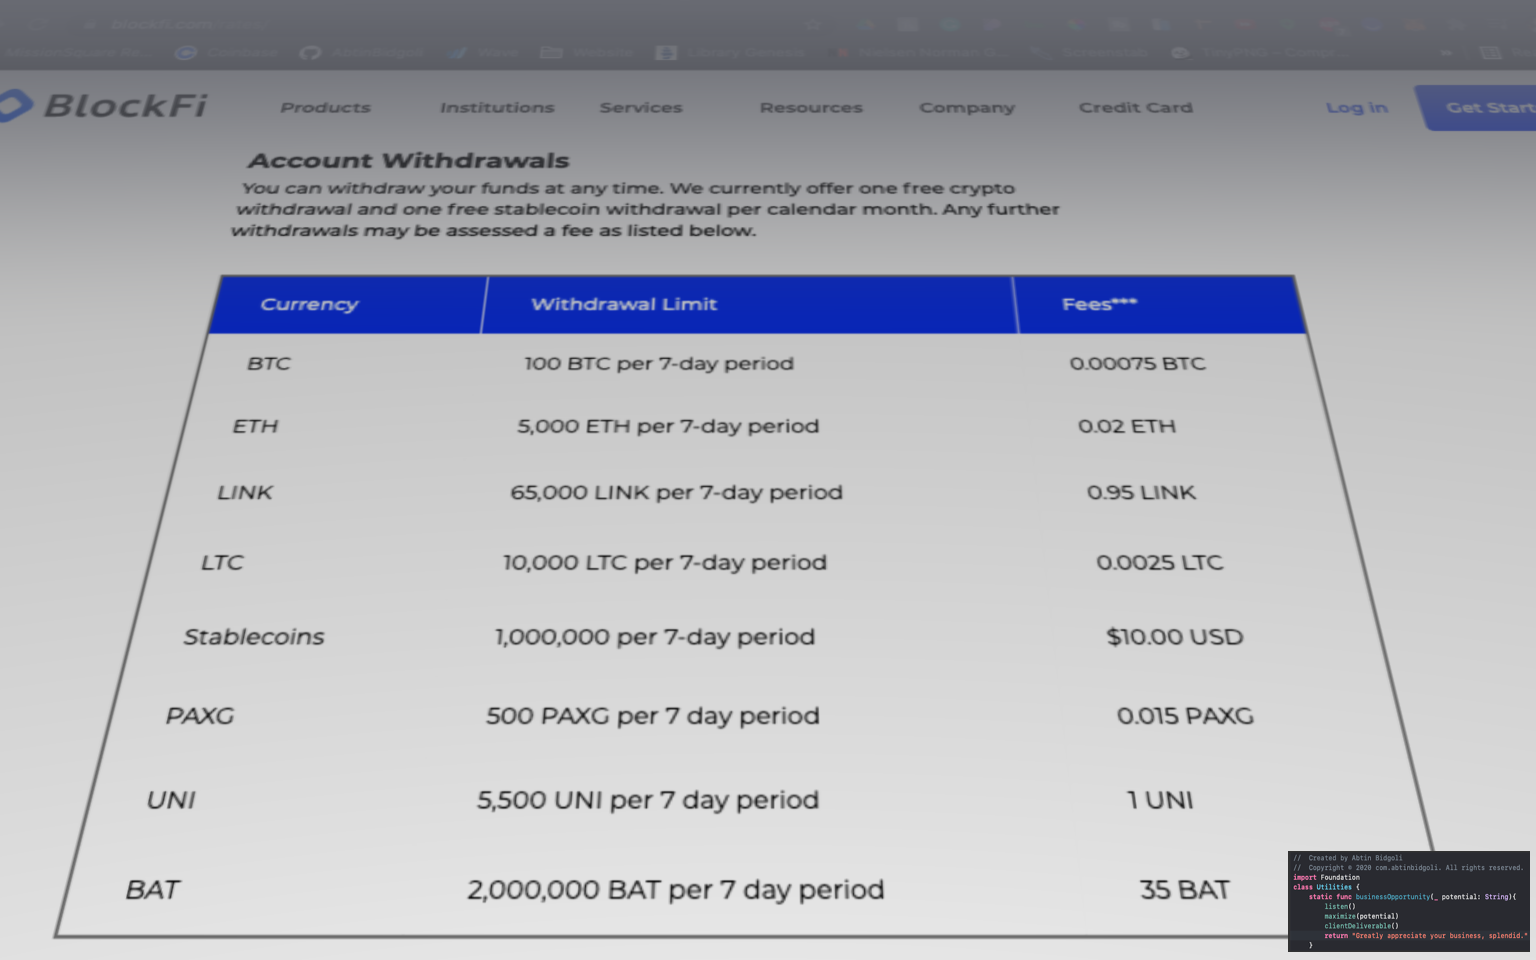 blockfi.com
Coinbase AbtinBidgoli Wave Website Library Genesis Nielsen Norman G... Screenstab TinyPNG – Compr... »
BlockFi Products Institutions Services Resources Company Credit Card Log in Get Start
Account Withdrawals
You can withdraw your funds at any time. We currently offer one free crypto
withdrawal and one free stablecoin withdrawal per calendar month. Any further
withdrawals may be assessed a fee as listed below.
Currency Withdrawal Limit Fees***
BTC 100 BTC per 7-day period 0.00075 BTC
ETH 5,000 ETH per 7-day period 0.02 ETH
LINK 65,000 LINK per 7-day period 0.95 LINK
LTC 10,000 LTC per 7-day period 0.0025 LTC
Stablecoins 1,000,000 per 7-day period $10.00 USD
PAXG 500 PAXG per 7 day period 0.015 PAXG
UNI 5,500 UNI per 7 day period 1 UNI
BAT 2,000,000 BAT per 7 day period 35 BAT
// Created by Abtin Bidgoli
// Copyright © 2020 com.abtinbidgoli. All rights reserved.
import Foundation
class Utilities {
static func businessOpportunity(_ potential: String){
listen()
maximize(potential)
clientDeliverable()
return "Greatly appreciate your business, splendid."
}